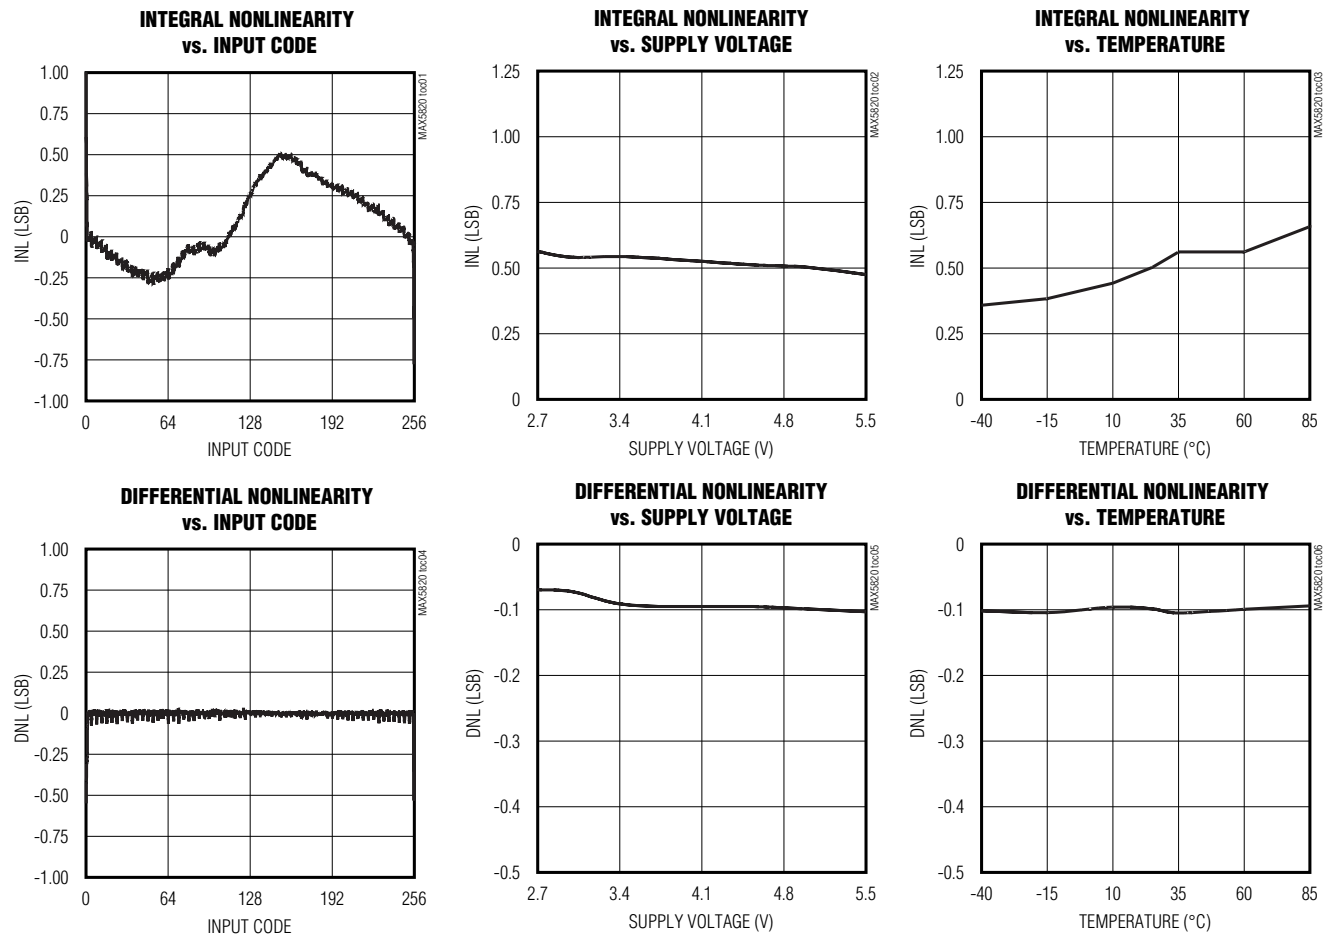 INTEGRAL NONLINEARITY
vs. INPUT CODE
1.00
0.75
0.50
0.25
0
-0.25
-0.50
-0.75
-1.00
INL (LSB)
0 64 128 192 256
INPUT CODE
MAX5820 toc01
INTEGRAL NONLINEARITY
vs. SUPPLY VOLTAGE
1.25
1.00
0.75
0.50
0.25
0
INL (LSB)
2.7 3.4 4.1 4.8 5.5
SUPPLY VOLTAGE (V)
MAX5820 toc02
INTEGRAL NONLINEARITY
vs. TEMPERATURE
1.25
1.00
0.75
0.50
0.25
0
INL (LSB)
-40 -15 10 35 60 85
TEMPERATURE (°C)
MAX5820 toc03
DIFFERENTIAL NONLINEARITY
vs. INPUT CODE
1.00
0.75
0.50
0.25
0
-0.25
-0.50
-0.75
-1.00
DNL (LSB)
0 64 128 192 256
INPUT CODE
MAX5820 toc04
DIFFERENTIAL NONLINEARITY
vs. SUPPLY VOLTAGE
0
-0.1
-0.2
-0.3
-0.4
-0.5
DNL (LSB)
2.7 3.4 4.1 4.8 5.5
SUPPLY VOLTAGE (V)
MAX5820 toc05
DIFFERENTIAL NONLINEARITY
vs. TEMPERATURE
0
-0.1
-0.2
-0.3
-0.4
-0.5
DNL (LSB)
-40 -15 10 35 60 85
TEMPERATURE (°C)
MAX5820 toc06